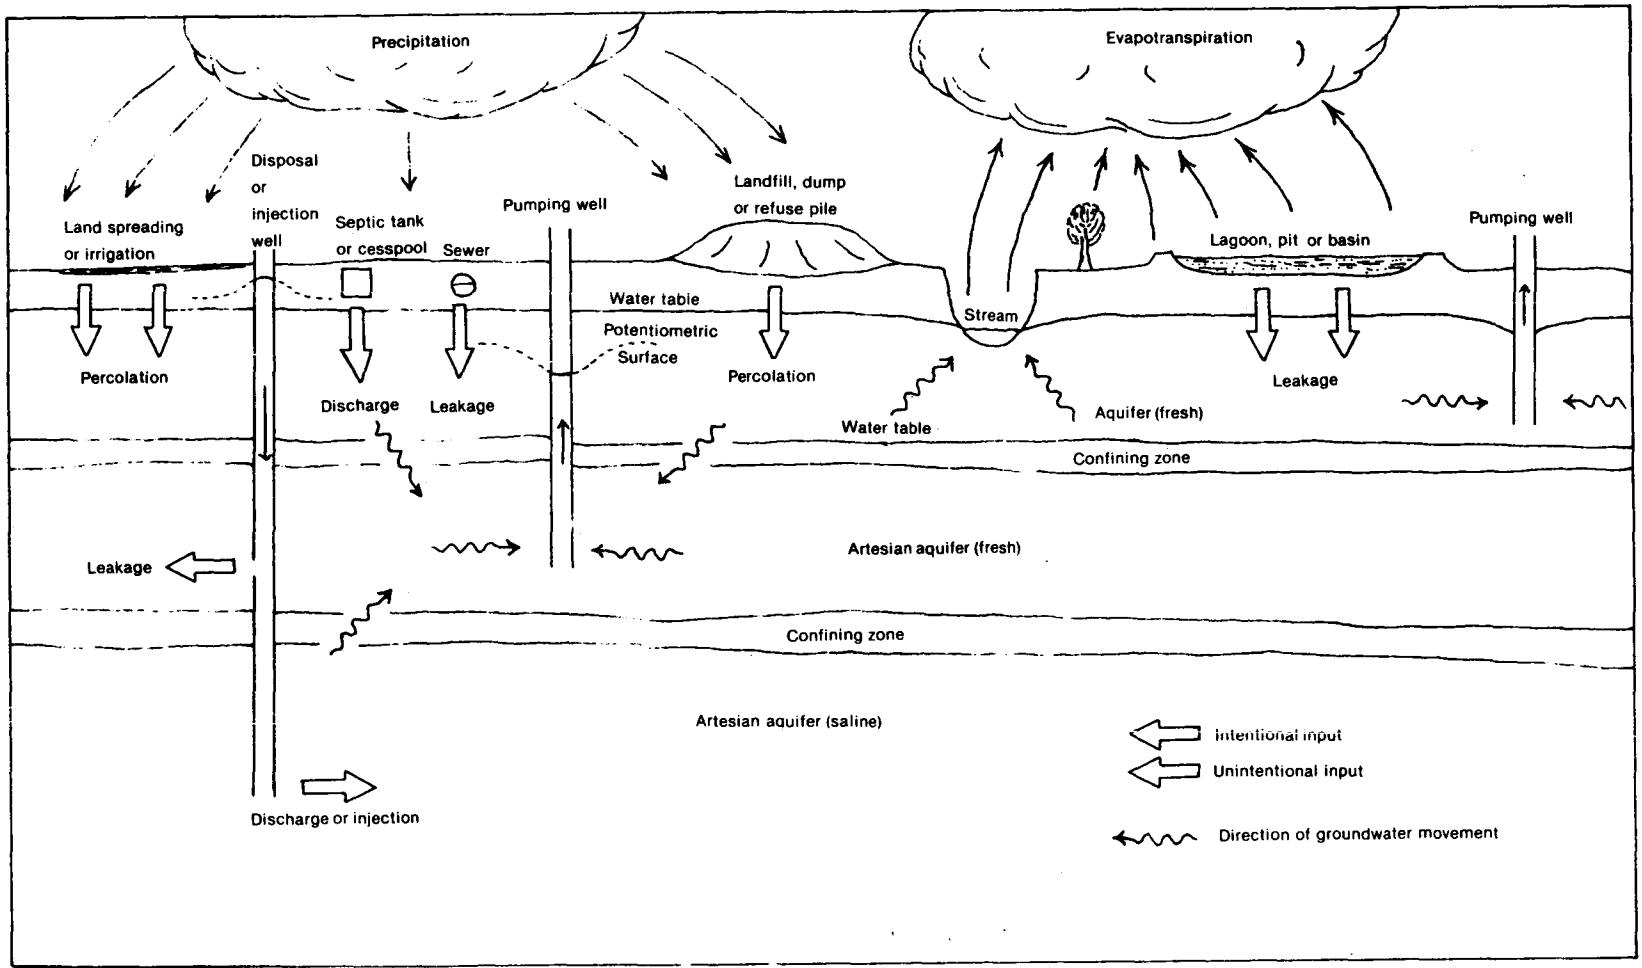 Precipitation
Evapotranspiration
Disposal
or
injection
well
Landfill, dump
or refuse pile
Pumping well
Pumping well
Land spreading
or irrigation
Septic tank
or cesspool
Sewer
Lagoon, pit or basin
Water table
Stream
Potentiometric
Surface
Percolation
Percolation
Leakage
Discharge
Leakage
Aquifer (fresh)
Water table
Confining zone
Artesian aquifer (fresh)
Leakage
Confining zone
Artesian aquifer (saline)
Intentional input
Unintentional input
Discharge or injection
Direction of groundwater movement